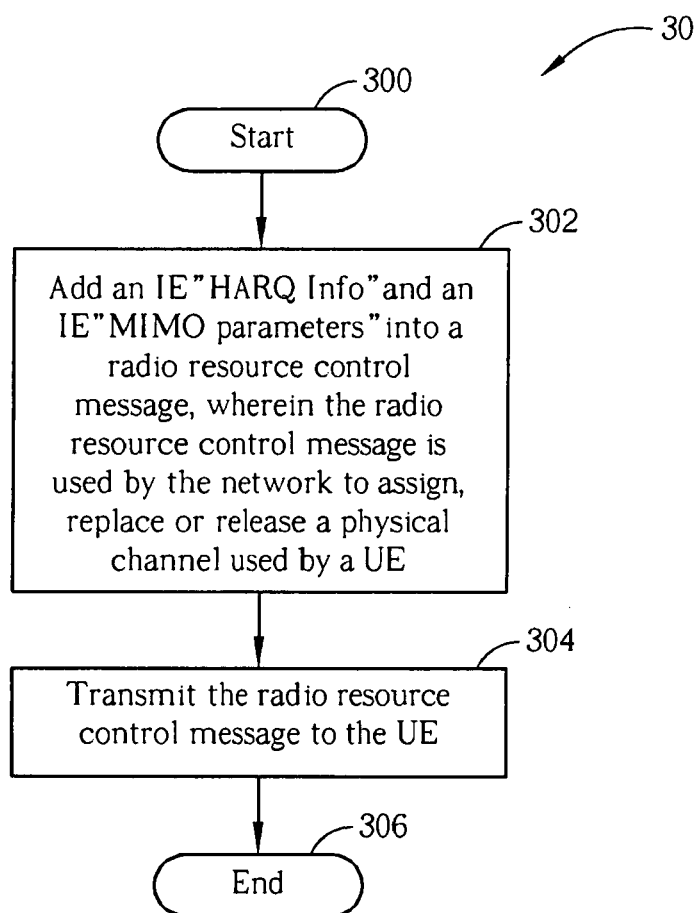 30
300
Start
302
Add an IE"HARQ Info"and an
IE"MIMO parameters"into a
radio resource control
message, wherein the radio
resource control message is
used by the network to assign,
replace or release a physical
channel used by a UE
304
Transmit the radio resource
control message to the UE
306
End